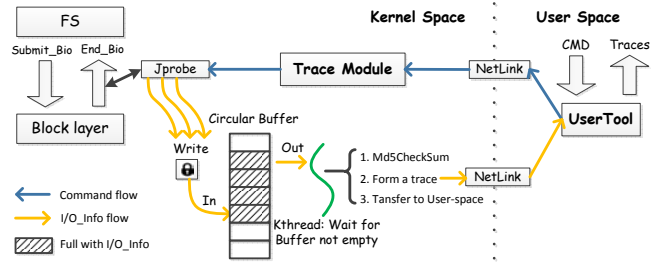 Kernel Space
User Space
FS
Submit_Bio
End_Bio
Jprobe
Trace Module
NetLink
CMD
Traces
Block layer
UserTool
Circular Buffer
Write
Out
1. Md5CheckSum
2. Form a trace
3. Tansfer to User-space
NetLink
In
Command flow
I/O_Info flow
Full with I/O_Info
Kthread: Wait for
Buffer not empty